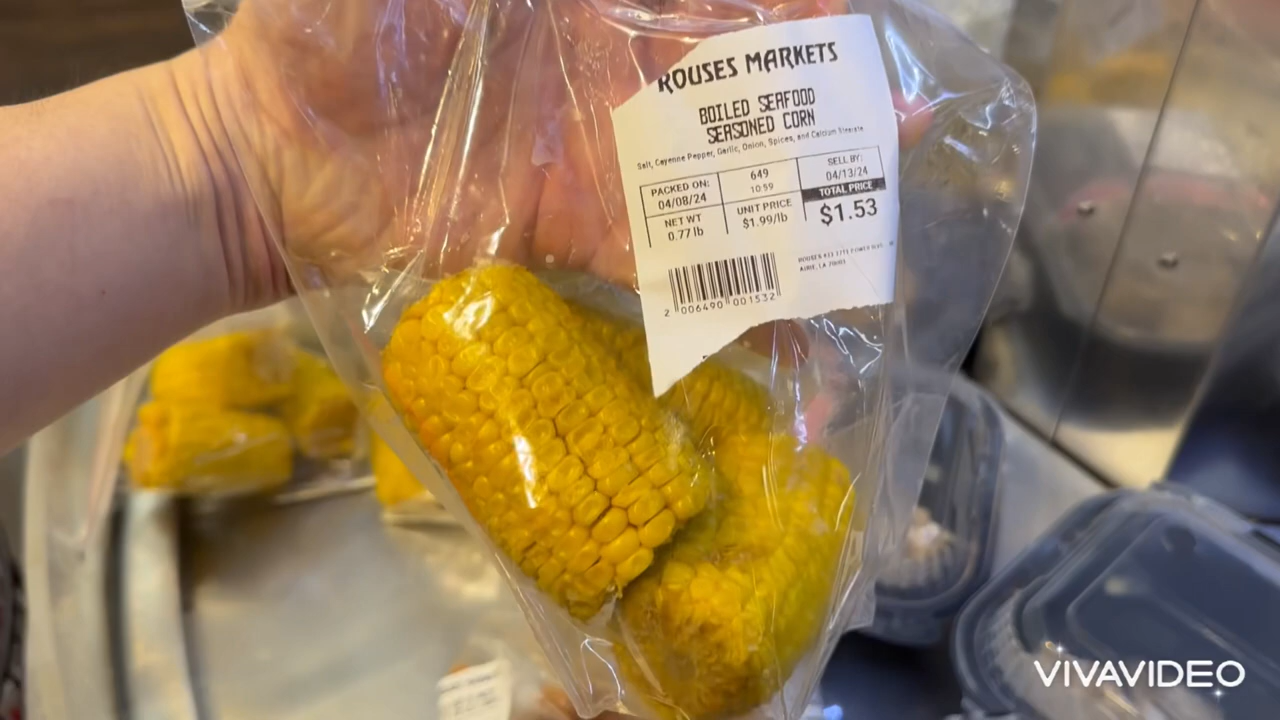 ROUSES MARKETS
BOILED SEAFOOD
SEASONED CORN
Salt, Cayenne Pepper, Garlic, Onion, Spices, and Calcium Stearate
PACKED ON:
04/08/24
649
10:59
SELL BY:
04/13/24
NET WT
0.77 lb
UNIT PRICE
$1.99/lb
TOTAL PRICE
$1.53
2 006490 001532
ROUSES
LA
VIVAVIDEO